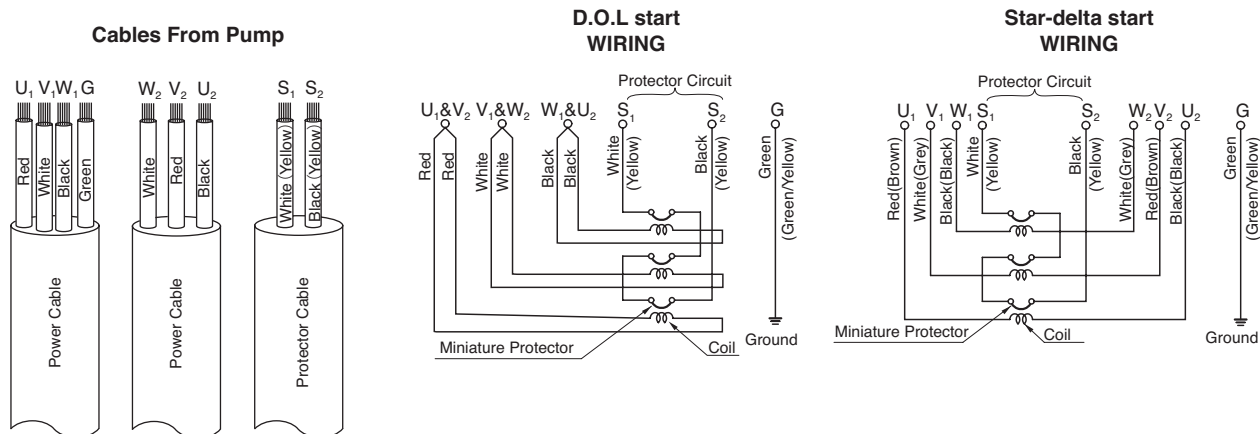 Cables From Pump
U₁ V₁ W₁ G
Red
White
Black
Green
Power Cable
W₂ V₂ U₂
White
Red
Black
Power Cable
S₁ S₂
White (Yellow)
Black (Yellow)
Protector Cable
D.O.L start
WIRING
Protector Circuit
U₁&V₂ V₁&W₂ W₁&U₂ S₁ S₂ G
Red
Red
White
White
Black
Black
White
(Yellow)
Black
(Yellow)
Green
(Green/Yellow)
Miniature Protector
Coil
Ground
Star-delta start
WIRING
Protector Circuit
U₁ V₁ W₁ S₁ S₂ W₂ V₂ U₂ G
Red(Brown)
White(Grey)
Black(Black)
White
(Yellow)
Black
(Yellow)
White(Grey)
Red(Brown)
Black(Black)
Green
(Green/Yellow)
Miniature Protector
Coil
Ground